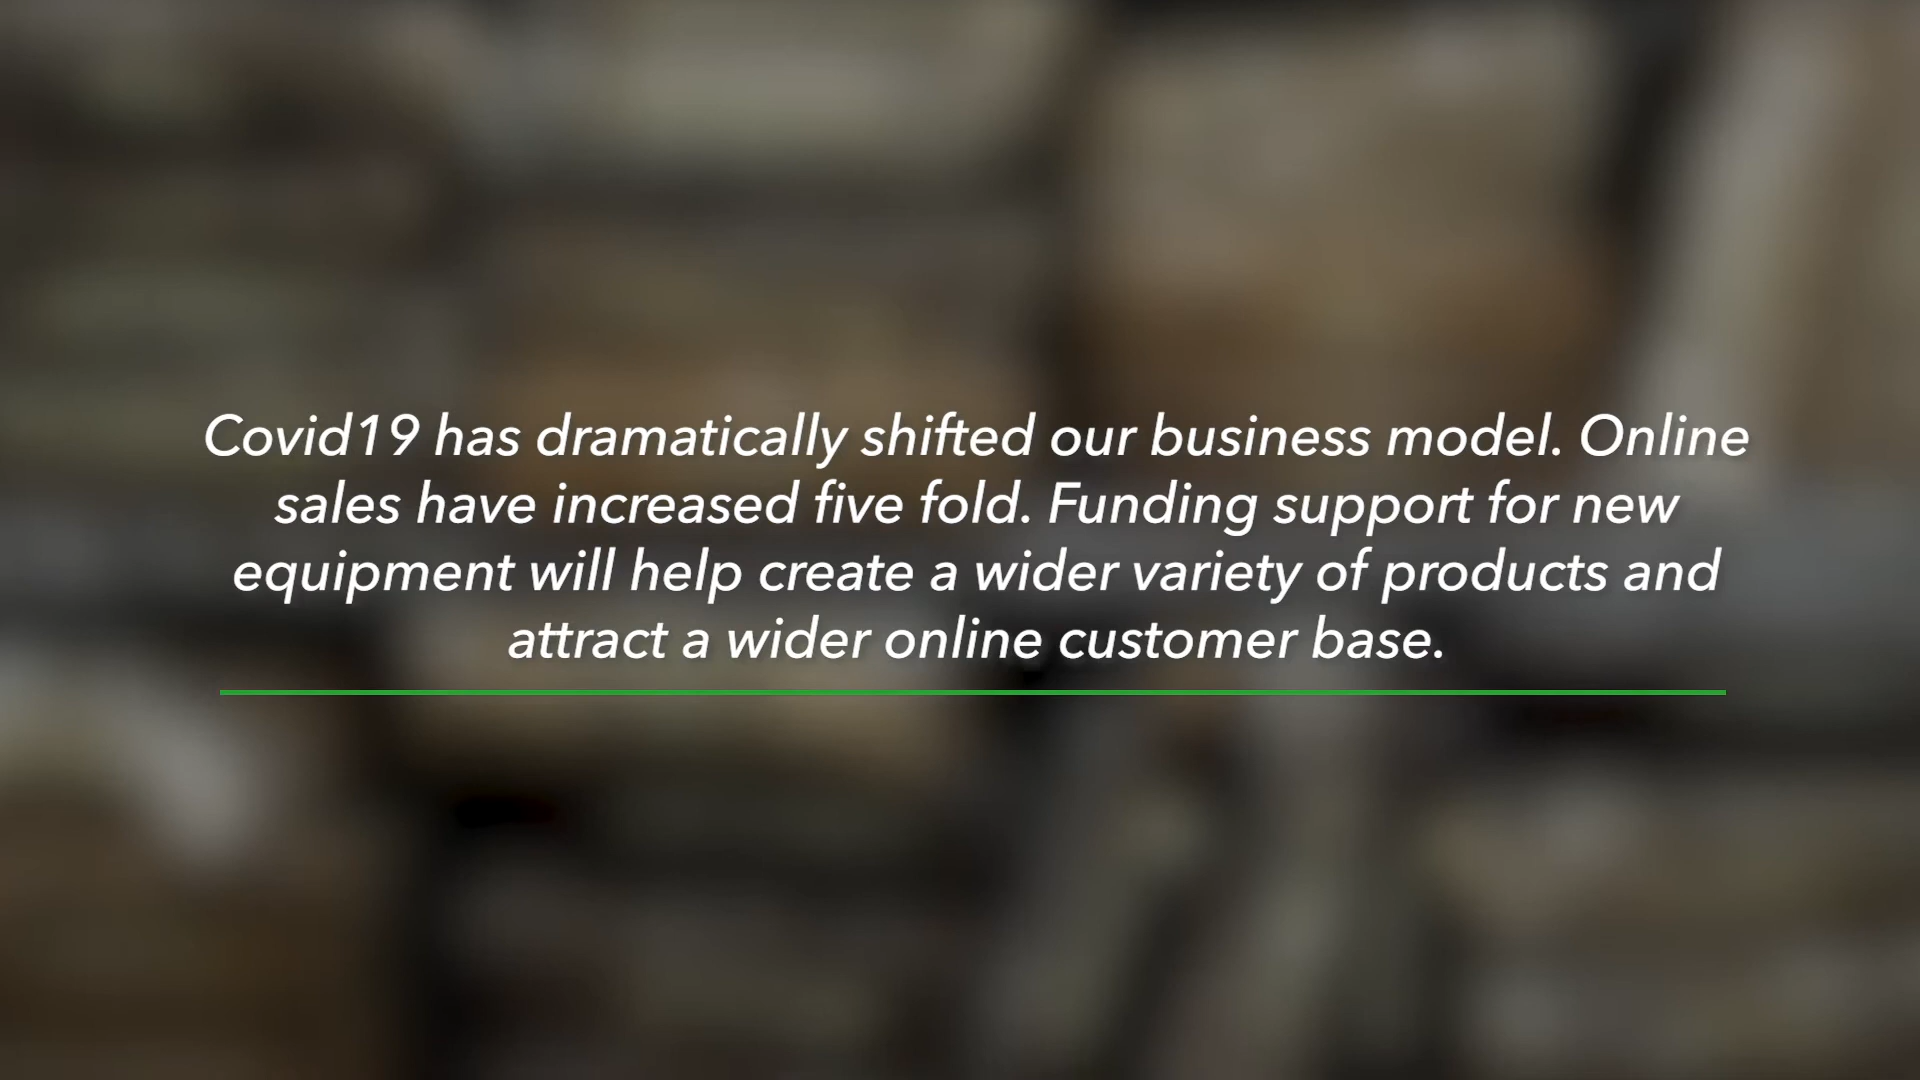 Covid19 has dramatically shifted our business model. Online
sales have increased five fold. Funding support for new
equipment will help create a wider variety of products and
attract a wider online customer base.